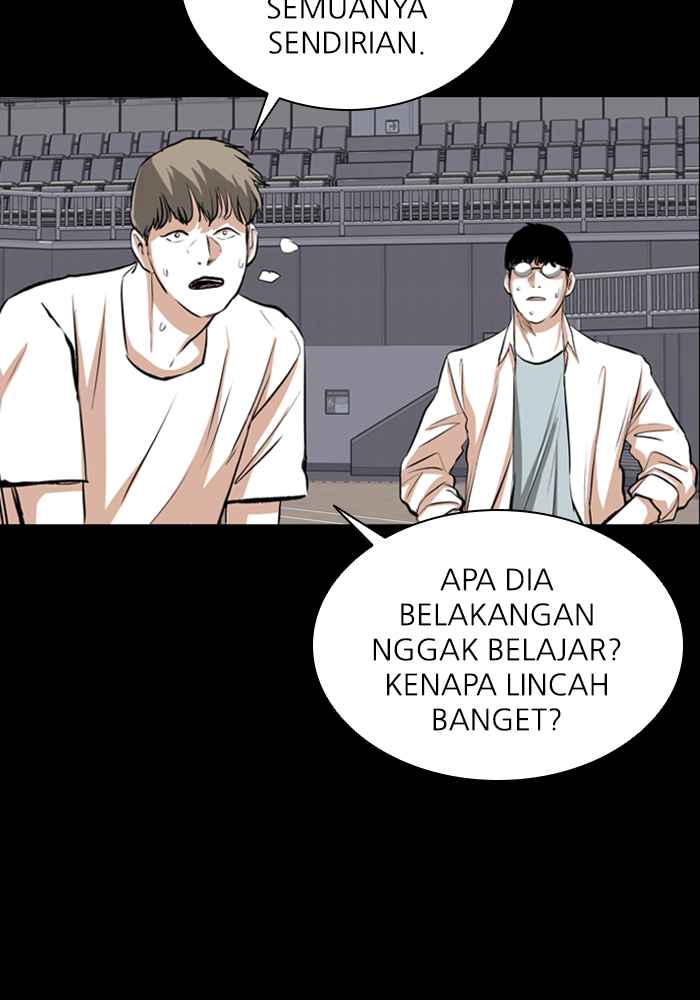 SEMUANYA
SENDIRIAN.
APA DIA
BELAKANGAN
NGGAK BELAJAR?
KENAPA LINCAH
BANGET?